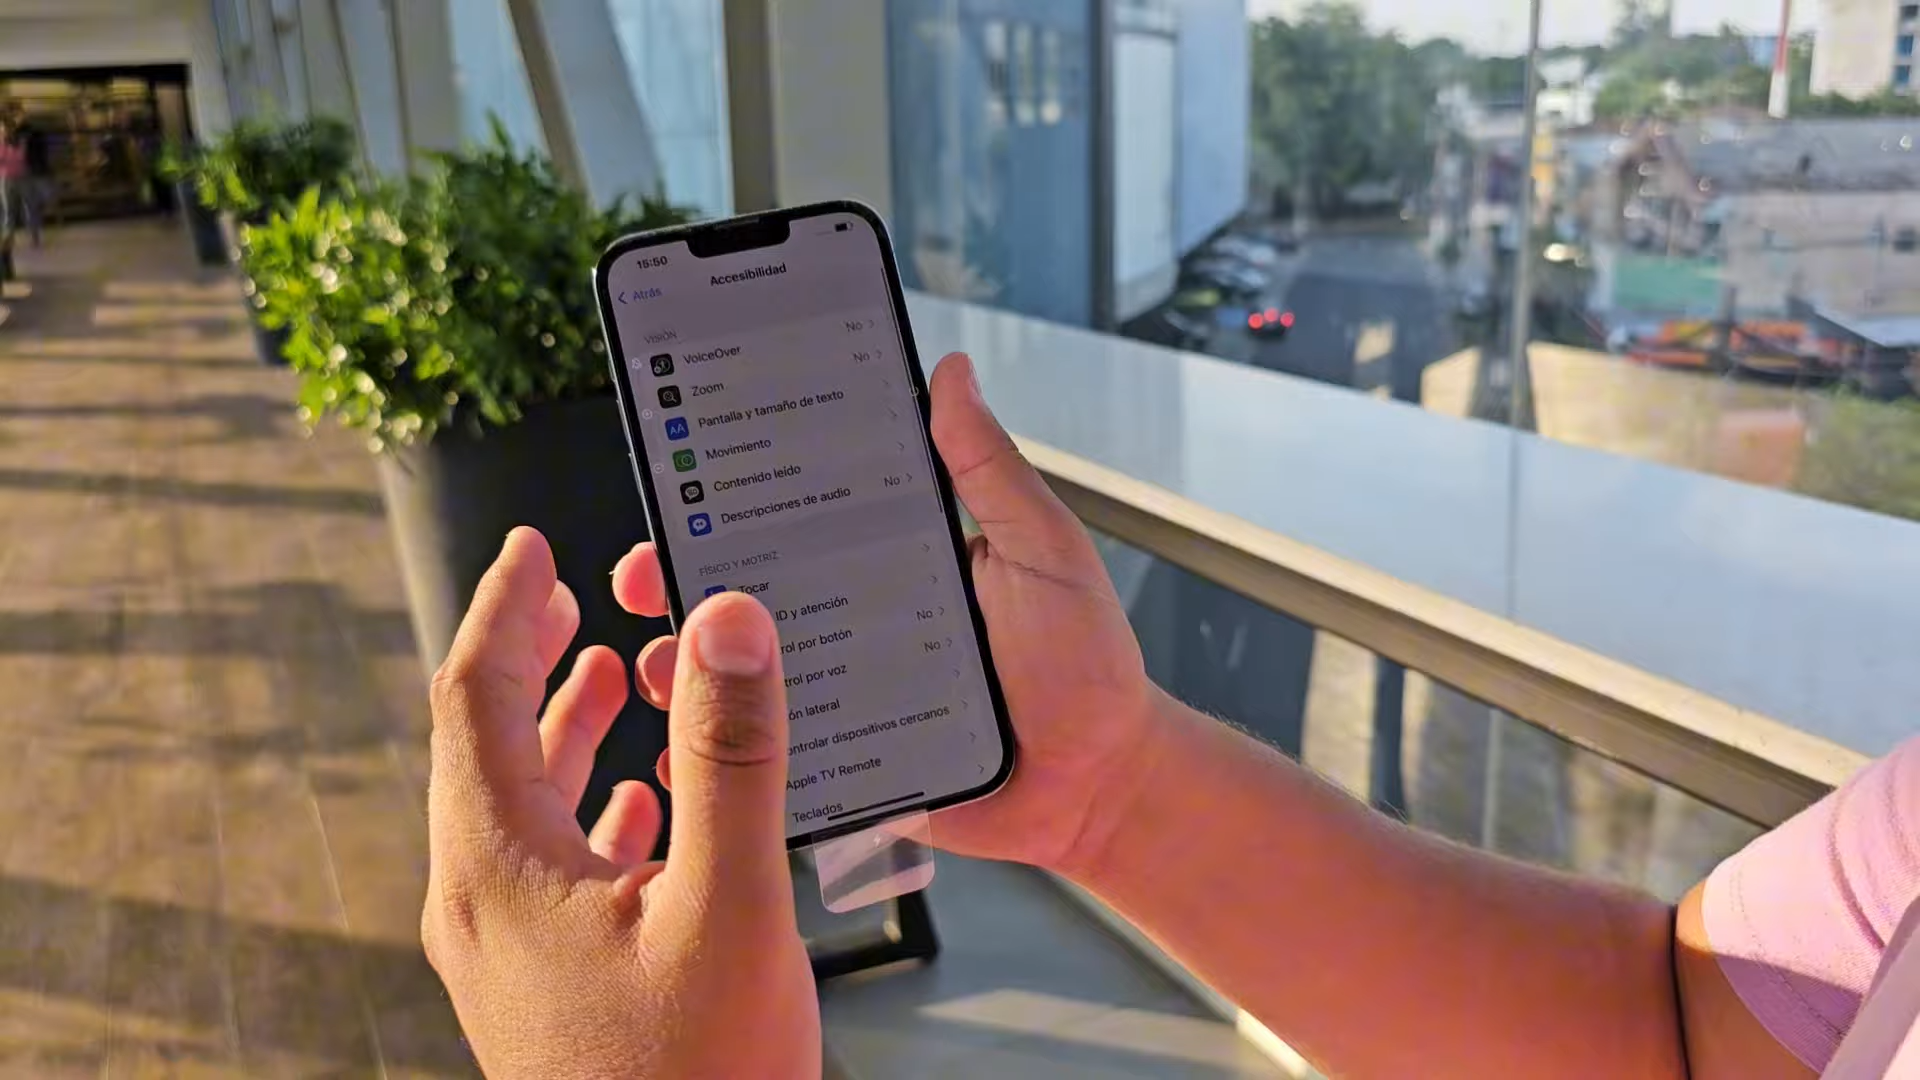 15:50
Atrás
Accesibilidad
VISIÓN
VoiceOver No
Zoom No
Pantalla y tamaño de texto
Movimiento
Contenido leído
Descripciones de audio No
FÍSICO Y MOTRIZ
Tocar
ID y atención
rol por botón No
trol por voz No
ón lateral
ontrolar dispositivos cercanos
Apple TV Remote
Teclados